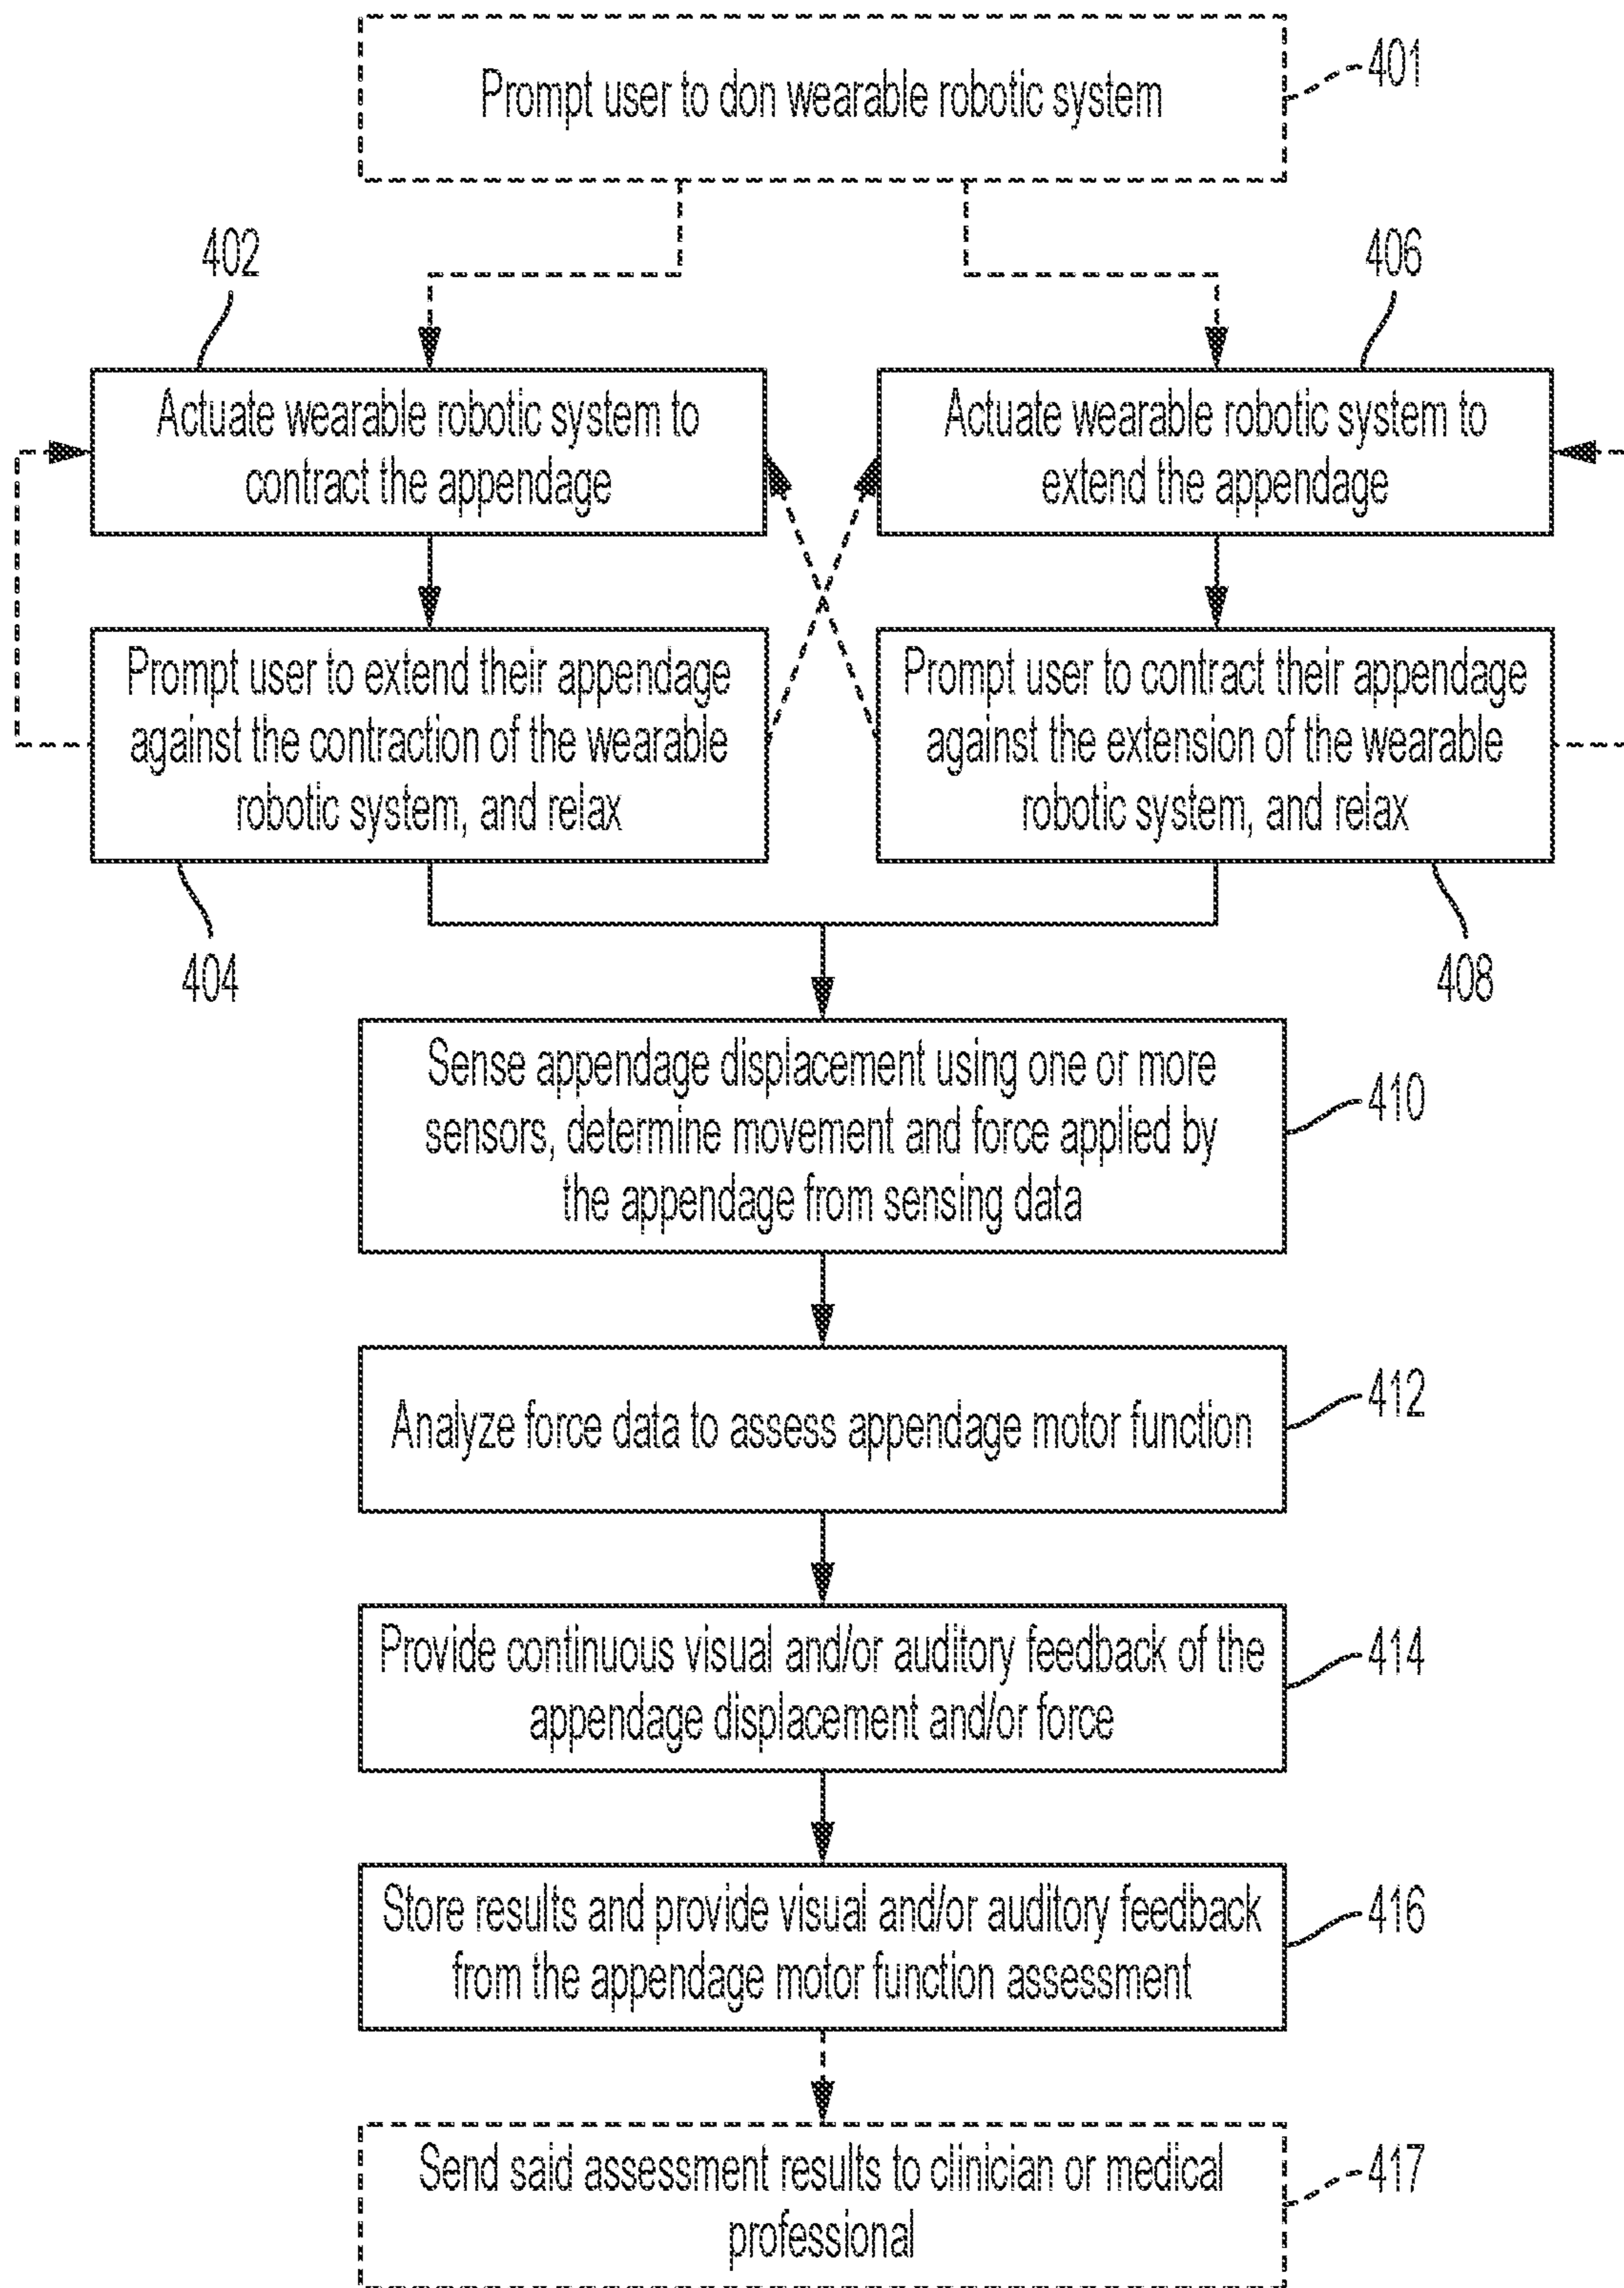 Prompt user to don wearable robotic system
401
402
406
Actuate wearable robotic system to
contract the appendage
Actuate wearable robotic system to
extend the appendage
Prompt user to extend their appendage
against the contraction of the wearable
robotic system, and relax
Prompt user to contract their appendage
against the extension of the wearable
robotic system, and relax
404
408
Sense appendage displacement using one or more
sensors, determine movement and force applied by
the appendage from sensing data
410
Analyze force data to assess appendage motor function
412
Provide continuous visual and/or auditory feedback of the
appendage displacement and/or force
414
Store results and provide visual and/or auditory feedback
from the appendage motor function assessment
416
Send said assessment results to clinician or medical
professional
417